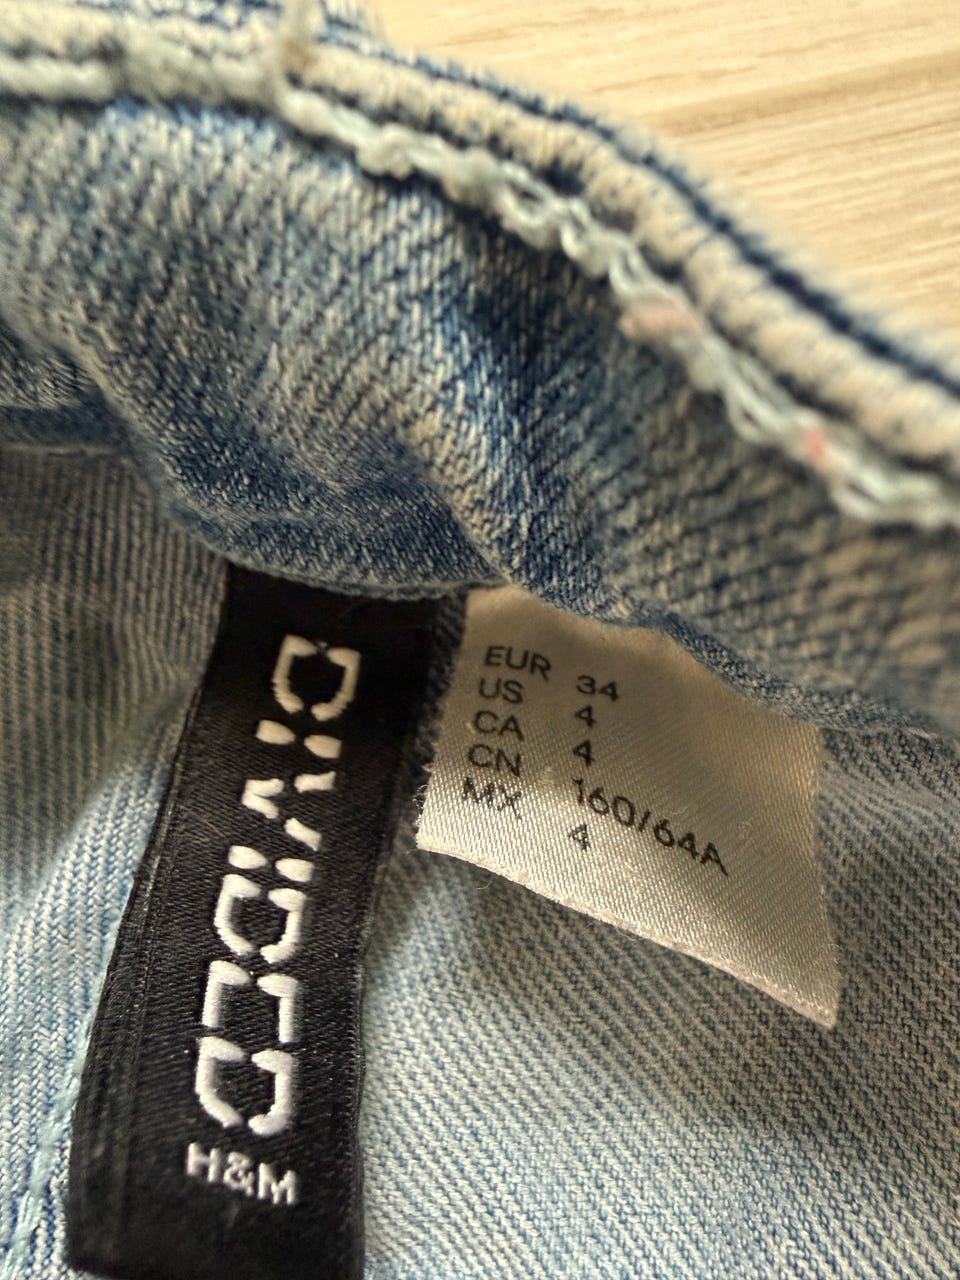 DIVIDED
H&M
EUR 34
US 4
CA 4
CN 160/64A
MX 4